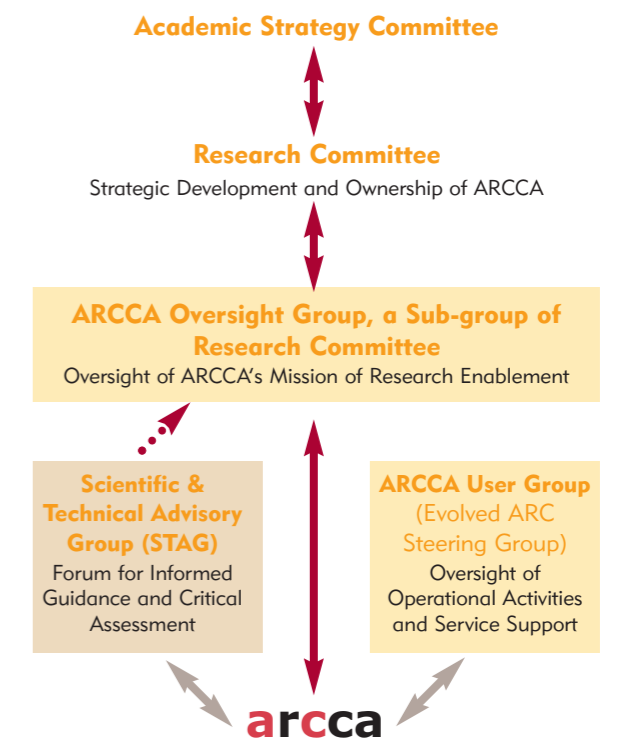 Academic Strategy Committee
Research Committee
Strategic Development and Ownership of ARCCA
ARCCA Oversight Group, a Sub-group of
Research Committee
Oversight of ARCCA's Mission of Research Enablement
Scientific &
Technical Advisory
Group (STAG)
Forum for Informed
Guidance and Critical
Assessment
ARCCA User Group
(Evolved ARC
Steering Group)
Oversight of
Operational Activities
and Service Support
arcca